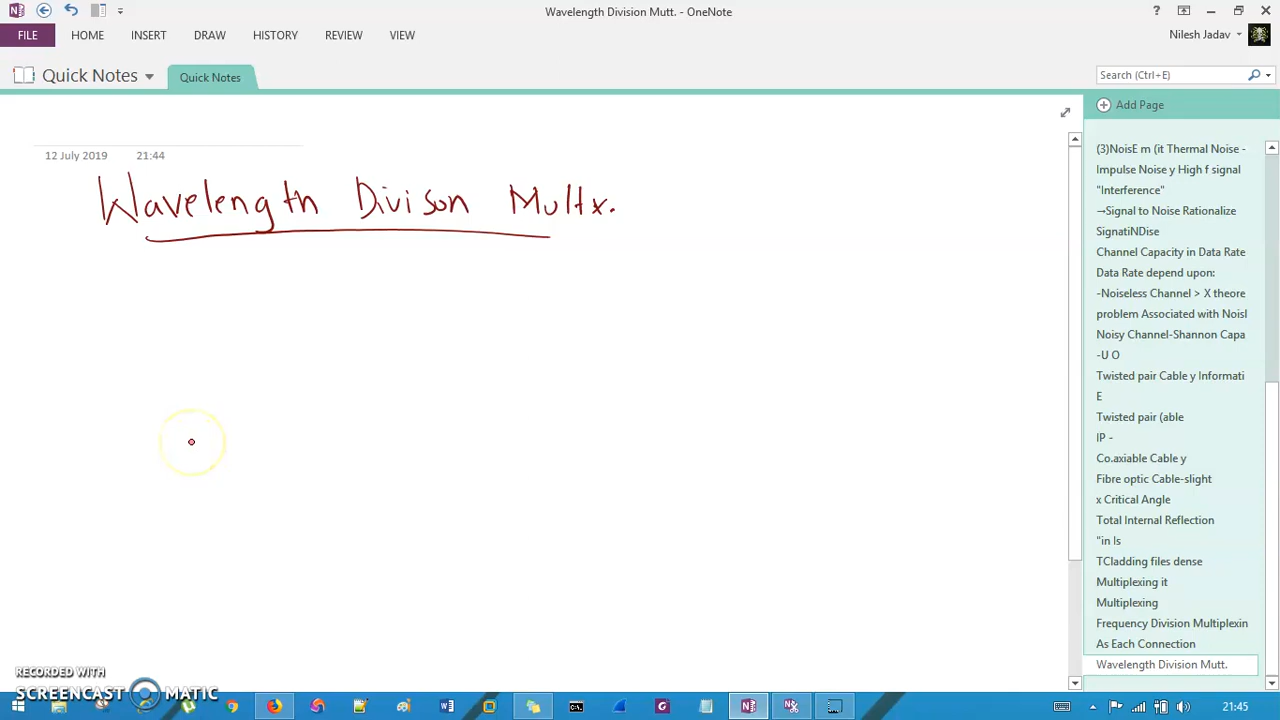 Wavelength Division Mutt. - OneNote
FILE HOME INSERT DRAW HISTORY REVIEW VIEW
Nilesh Jadav
Quick Notes
Quick Notes
Search (Ctrl+E)
Add Page
12 July 2019 21:44
Wavelength Divison Multx.
(3)NoisE m (it Thermal Noise -
Impulse Noise y High f signal
"Interference"
→Signal to Noise Rationalize
SignatiNDise
Channel Capacity in Data Rate
Data Rate depend upon:
-Noiseless Channel > X theore
problem Associated with Noisl
Noisy Channel-Shannon Capa
-U O
Twisted pair Cable y Informati
E
Twisted pair (able
IP -
Co.axiable Cable y
Fibre optic Cable-slight
x Critical Angle
Total Internal Reflection
"in ls
TCladding files dense
Multiplexing it
Multiplexing
Frequency Division Multiplexin
As Each Connection
Wavelength Division Mutt.
RECORDED WITH
SCREENCAST MATIC
21:45